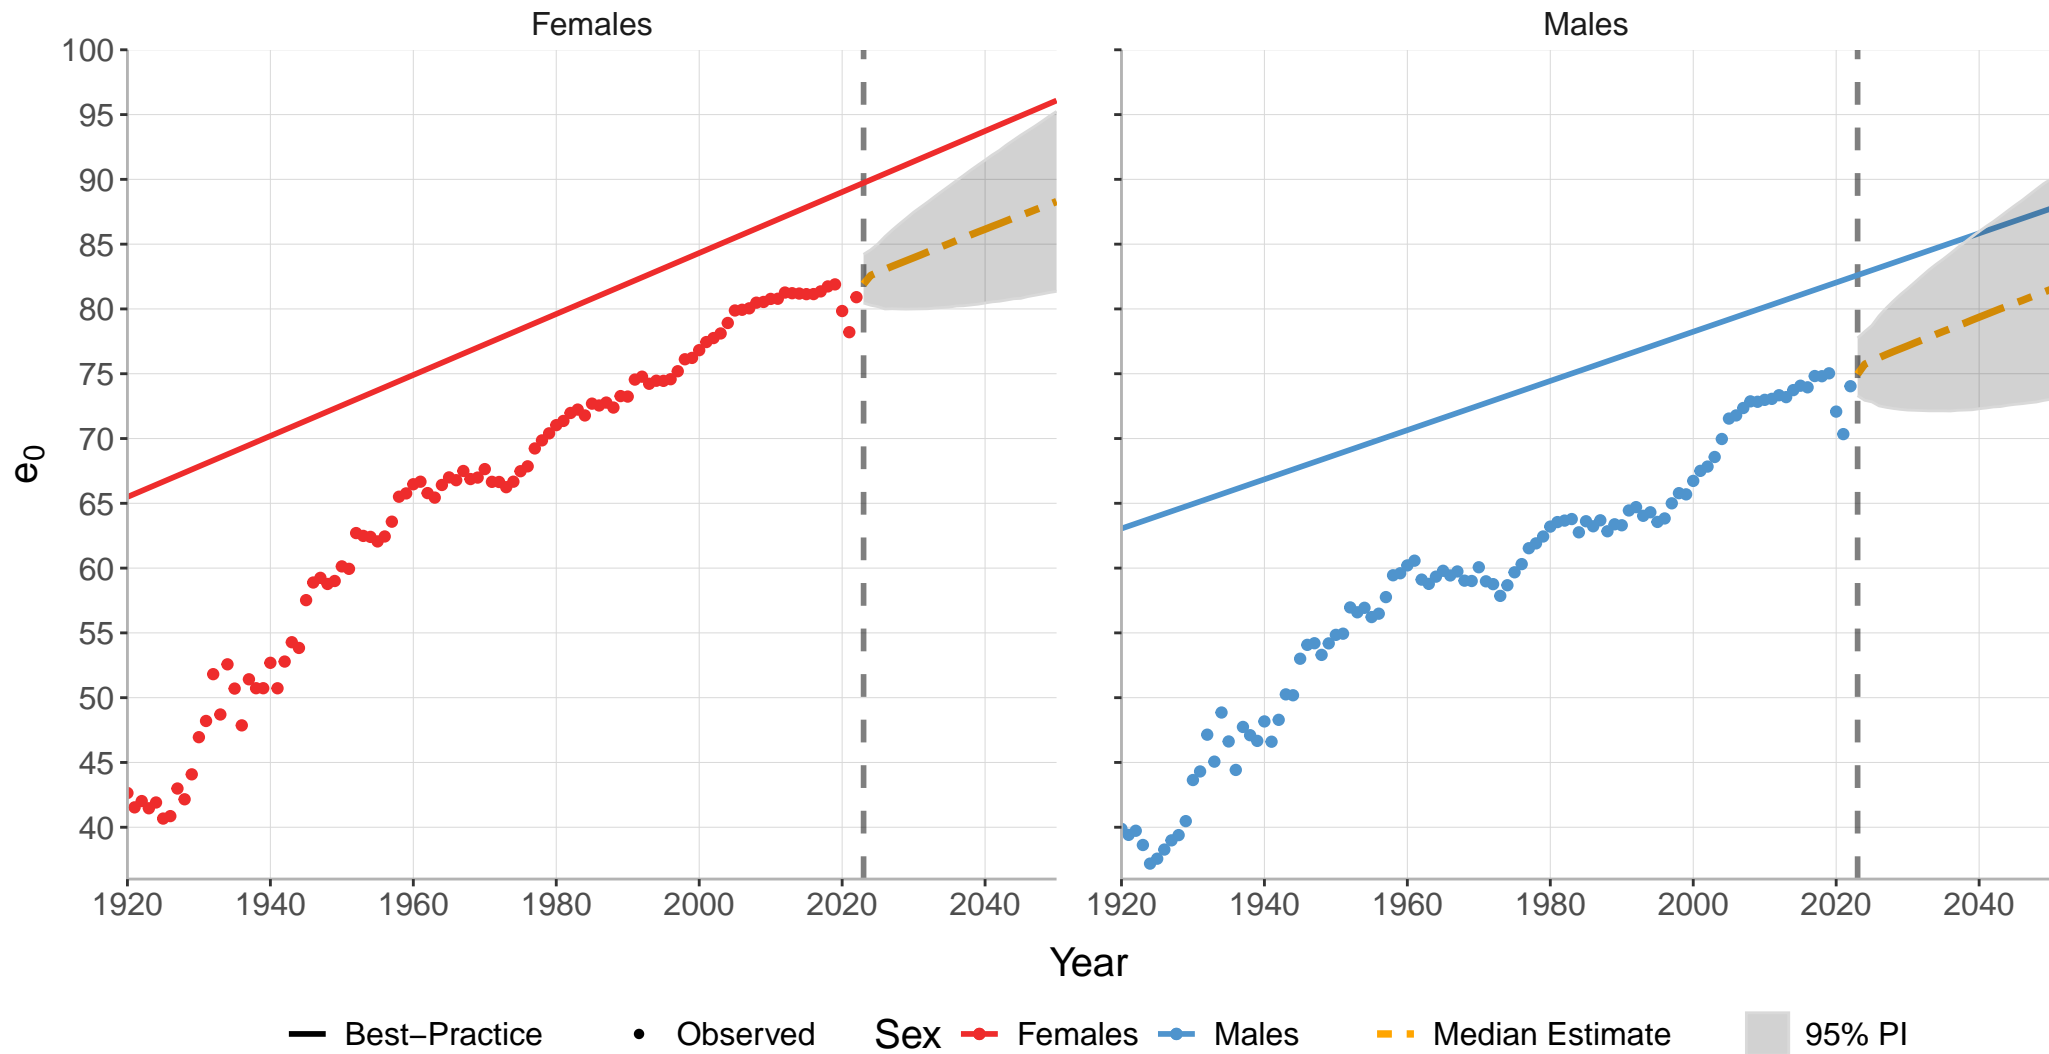 Females Males
100
95
90
85
80
75
70
65
60
55
50
45
40
e0
1920 1940 1960 1980 2000 2020 2040 1920 1940 1960 1980 2000 2020 2040
Year
Best−Practice Observed Sex Females Males Median Estimate 95% PI